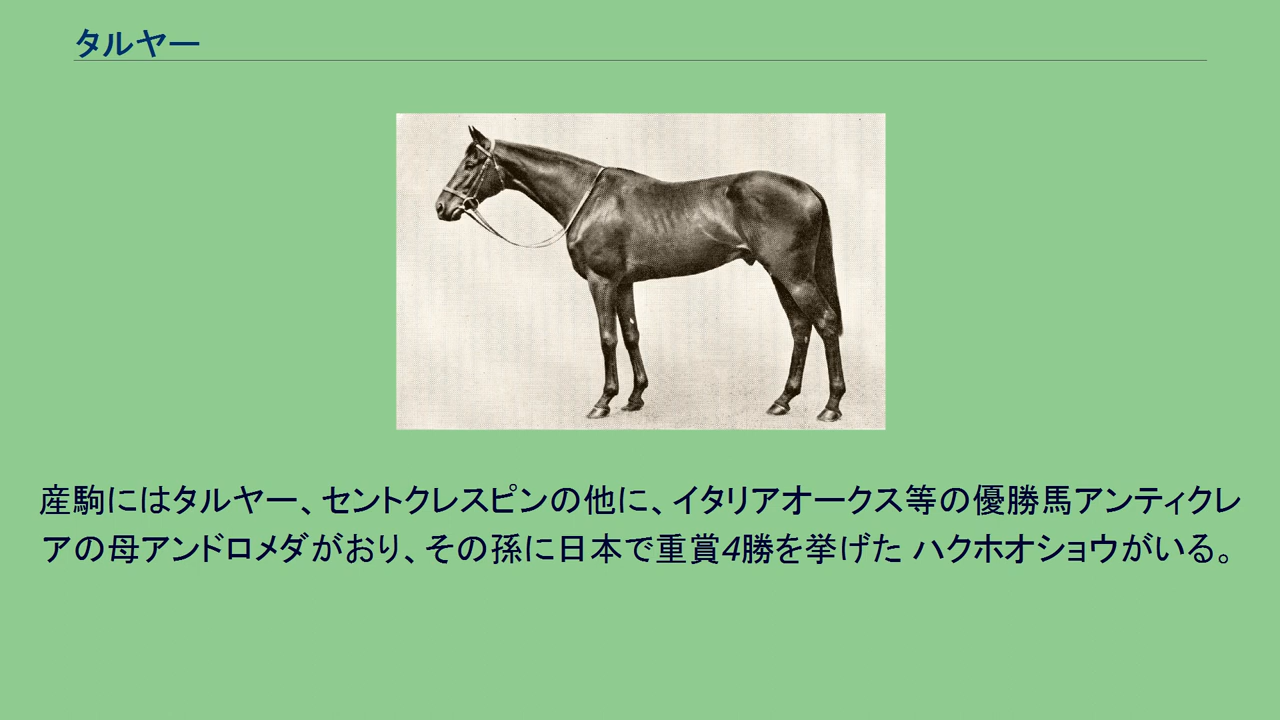 タルヤー
産駒にはタルヤー、セントクレスピンの他に、イタリアオークス等の優勝馬アンティクレ
アの母アンドロメダがおり、その孫に日本で重賞4勝を挙げた ハクホオショウがいる。